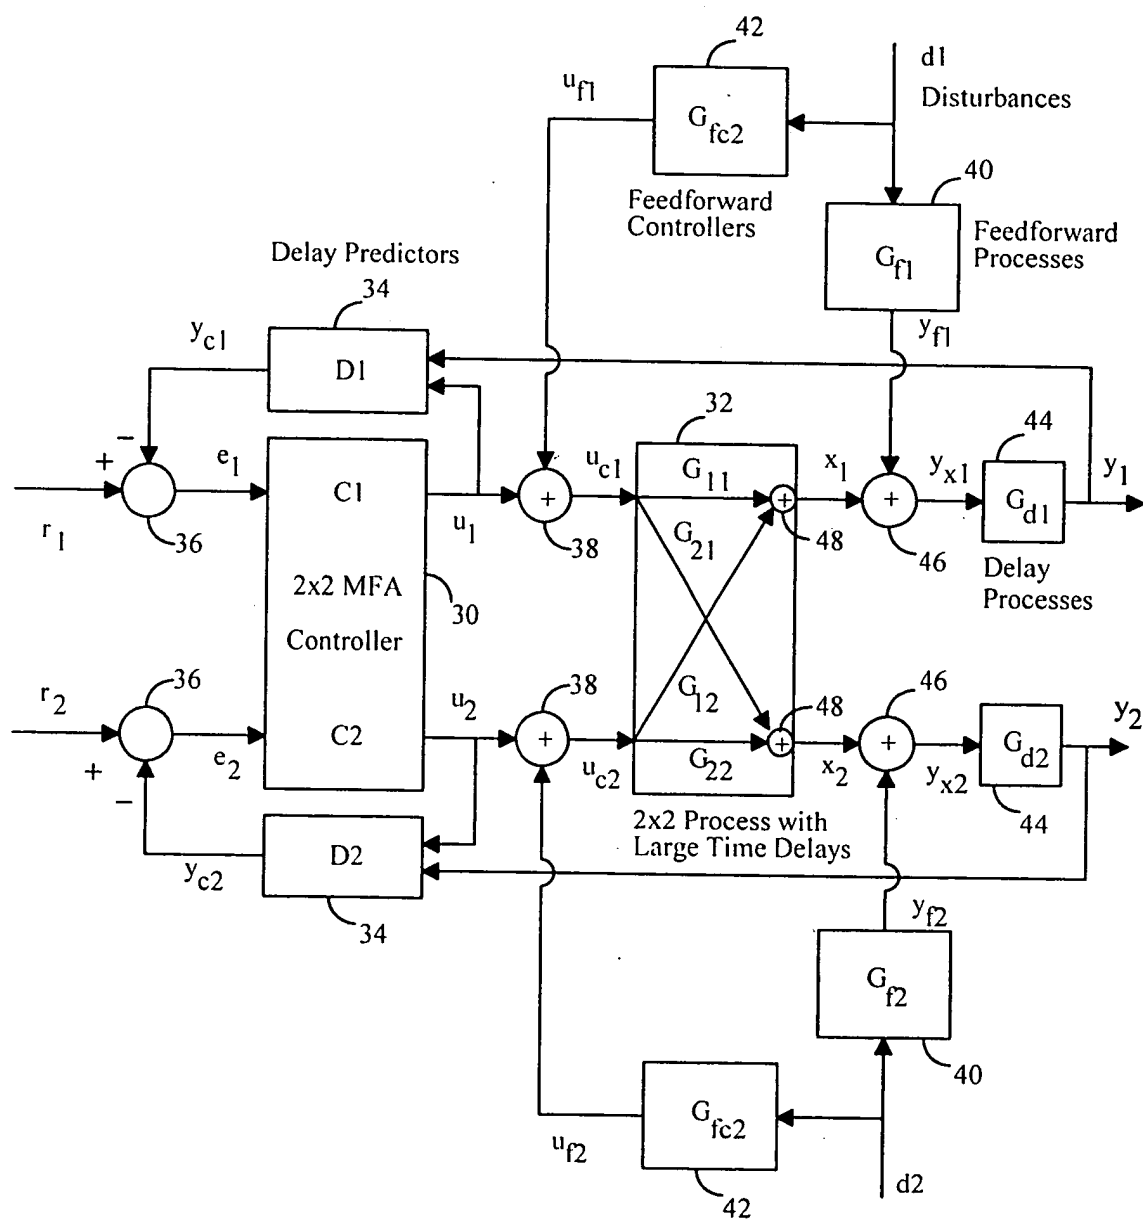 42
d1
Disturbances
u_f1
G_fc2
40
Feedforward
Controllers
G_f1
Feedforward
Processes
Delay Predictors
34
y_c1
D1
y_f1
32
44
−
+
e_1
C1
u_c1
G_11
x_1
y_x1
G_d1
y_1
r_1
36
u_1
+
38
G_21
+
48
+
46
Delay
Processes
2x2 MFA
Controller
30
r_2
36
u_2
38
G_12
48
46
y_2
+
e_2
C2
+
u_c2
G_22
+
x_2
+
y_x2
G_d2
44
−
2x2 Process with
Large Time Delays
y_c2
D2
34
y_f2
G_f2
40
G_fc2
u_f2
42
d2